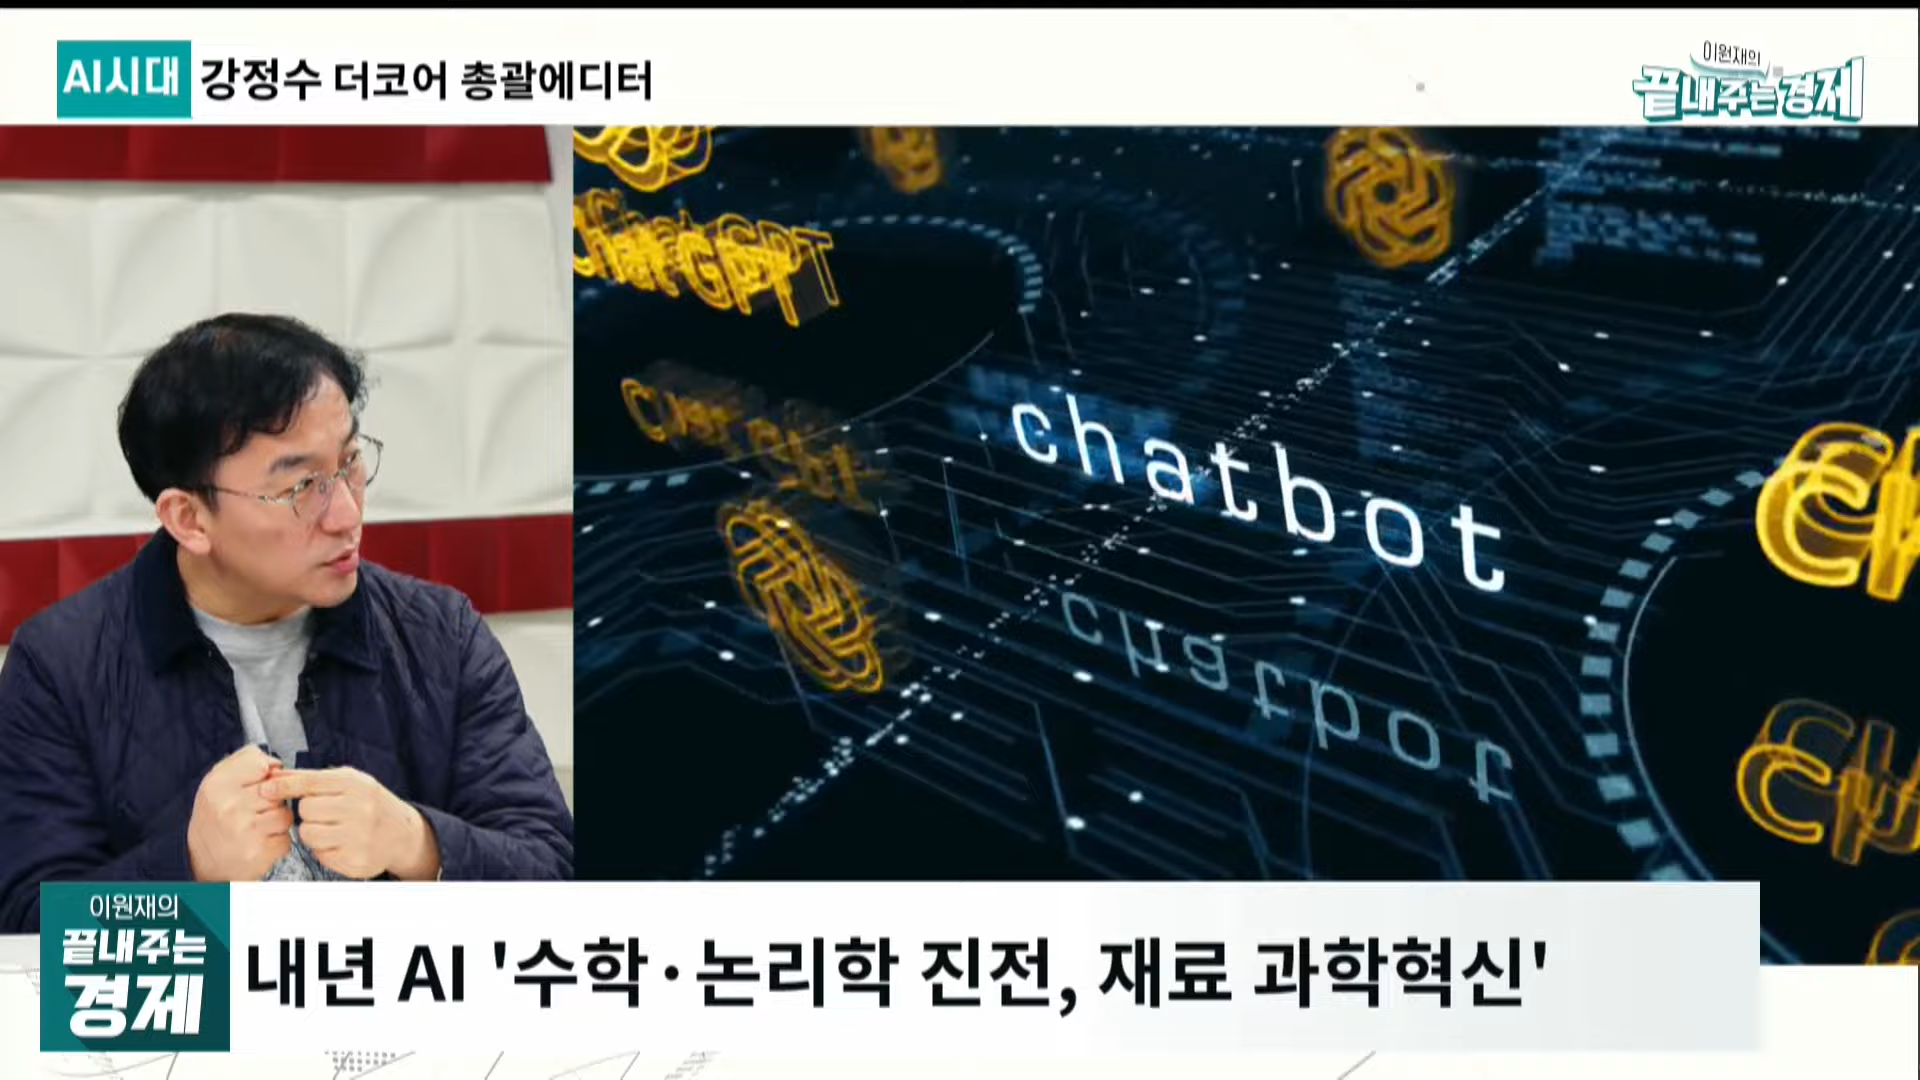 AI시대 강정수 더코어 총괄에디터
이원재의
끝내주는경제
ChatGPT
chatbot
이원재의
끝내주는
경제
내년 AI '수학·논리학 진전, 재료 과학혁신'